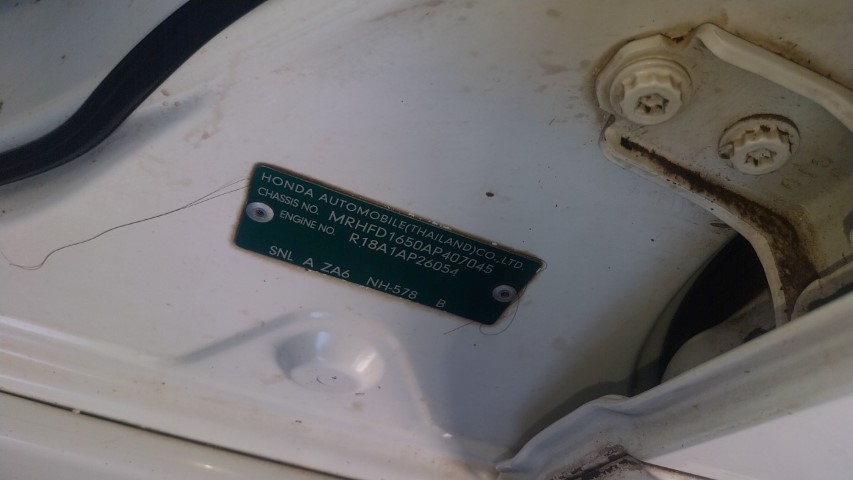 HONDA AUTOMOBILE(THAILAND)CO.,LTD.
CHASSIS NO. MRHFD1650AP407045
ENGINE NO. R18A1AP26054
SNL A ZA6 NH-578 B